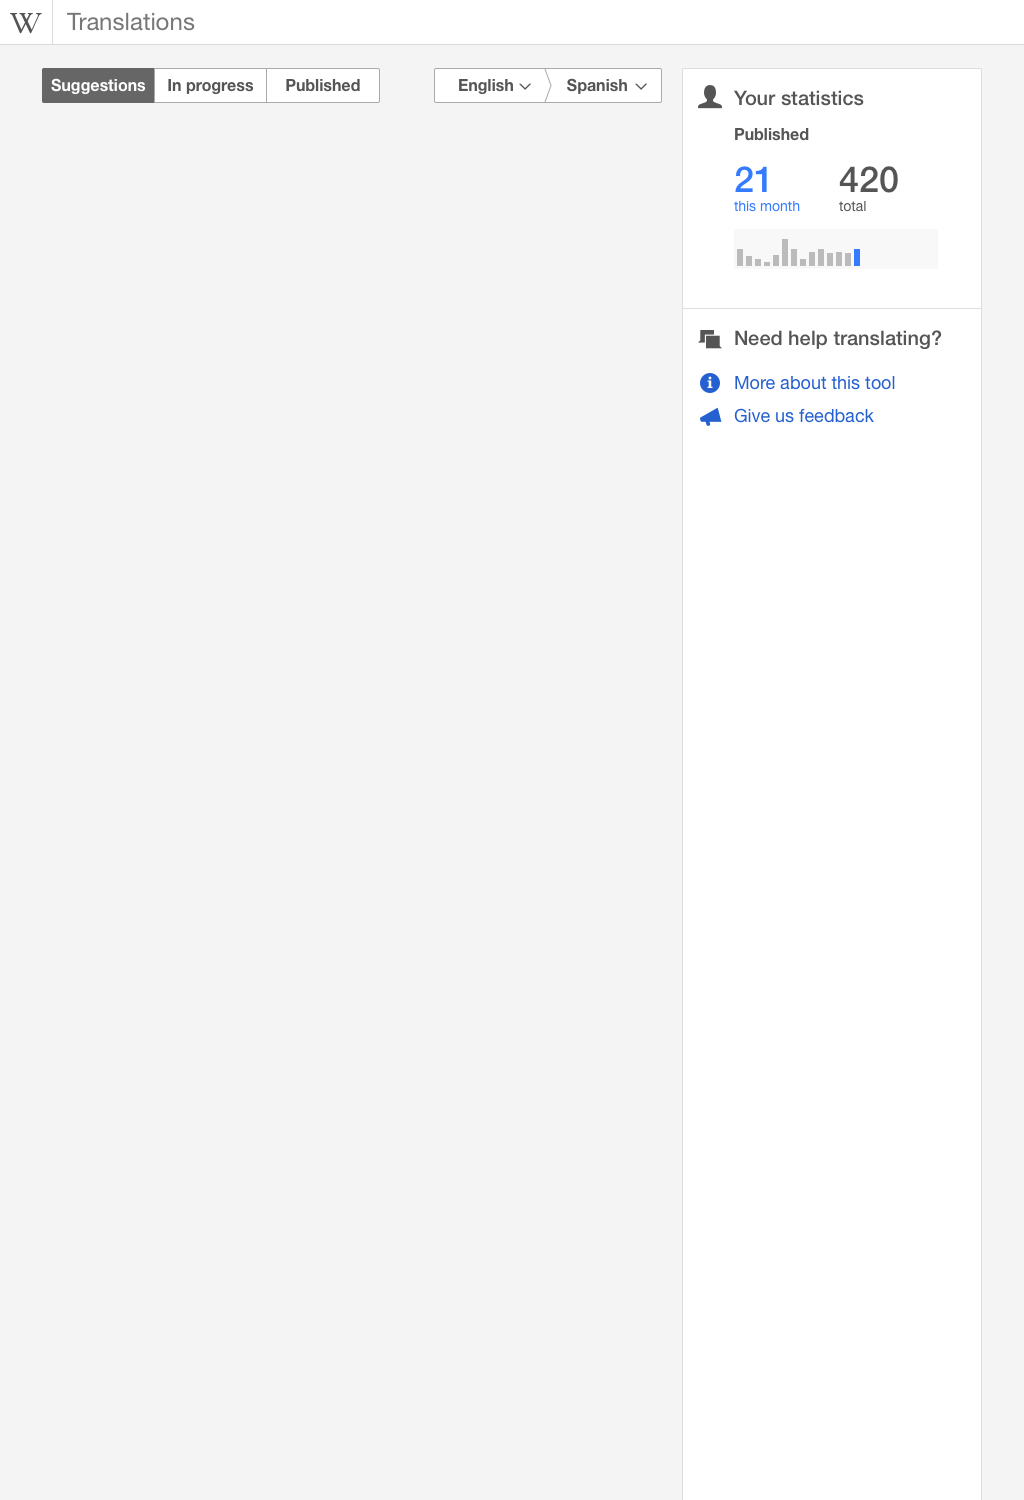 W Translations
Suggestions In progress Published English Spanish
Your statistics
Published
21 420
this month total
Need help translating?
i More about this tool
Give us feedback